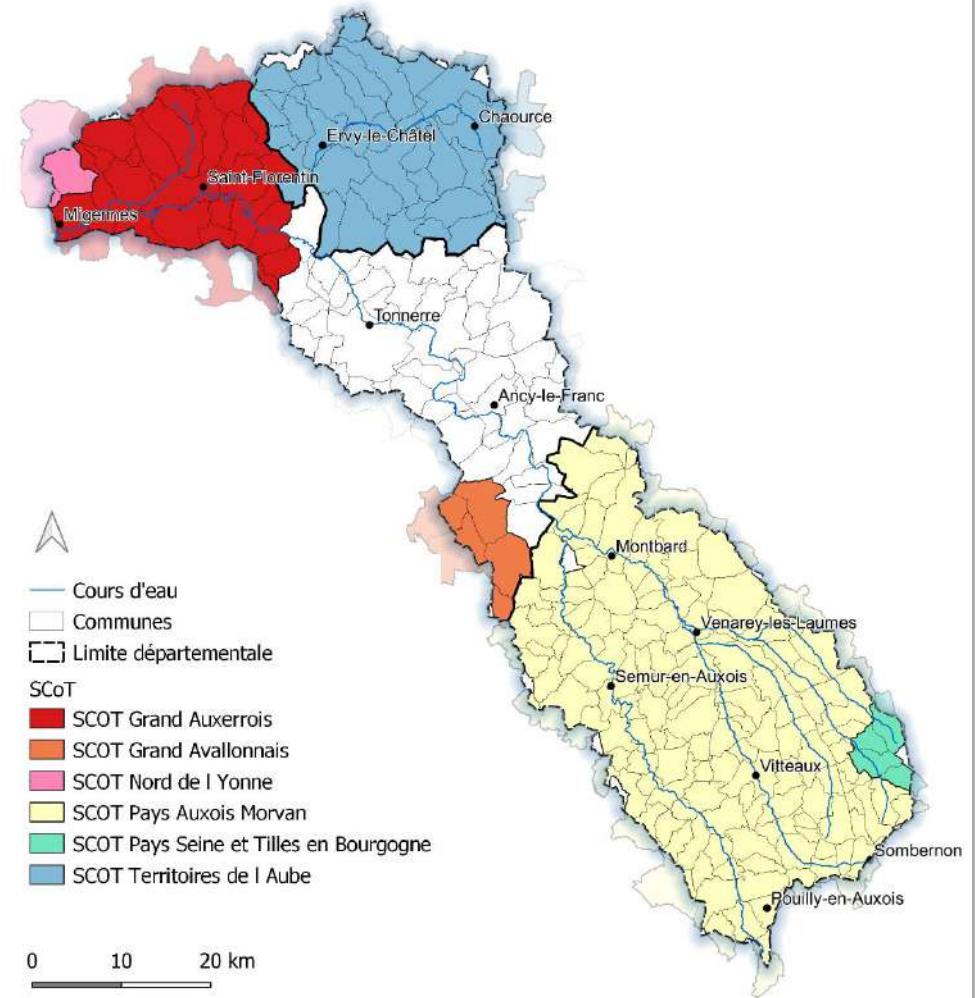 Chaource
Ervy-le-Châtel
Saint-Florentin
Migennes
Tonnerre
Ancy-le-Franc
Montbard
Venarey-les-Laumes
Semur-en-Auxois
Vitteaux
Sombernon
Pouilly-en-Auxois
Cours d'eau
Communes
Limite départementale
SCoT
SCOT Grand Auxerrois
SCOT Grand Avallonnais
SCOT Nord de l Yonne
SCOT Pays Auxois Morvan
SCOT Pays Seine et Tilles en Bourgogne
SCOT Territoires de l Aube
0 10 20 km